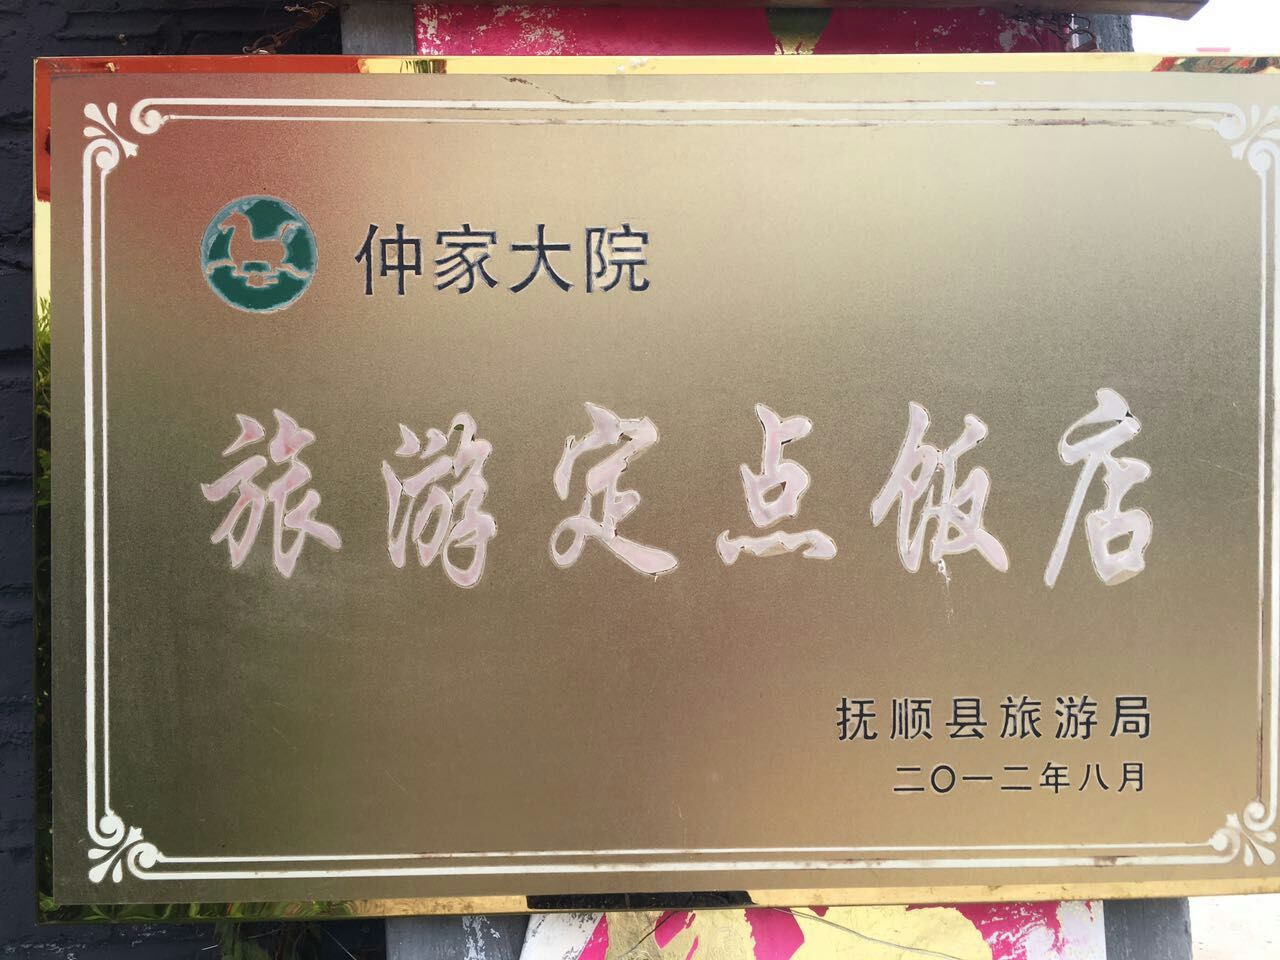 仲家大院
旅游定点饭店
抚顺县旅游局
二〇一二年八月